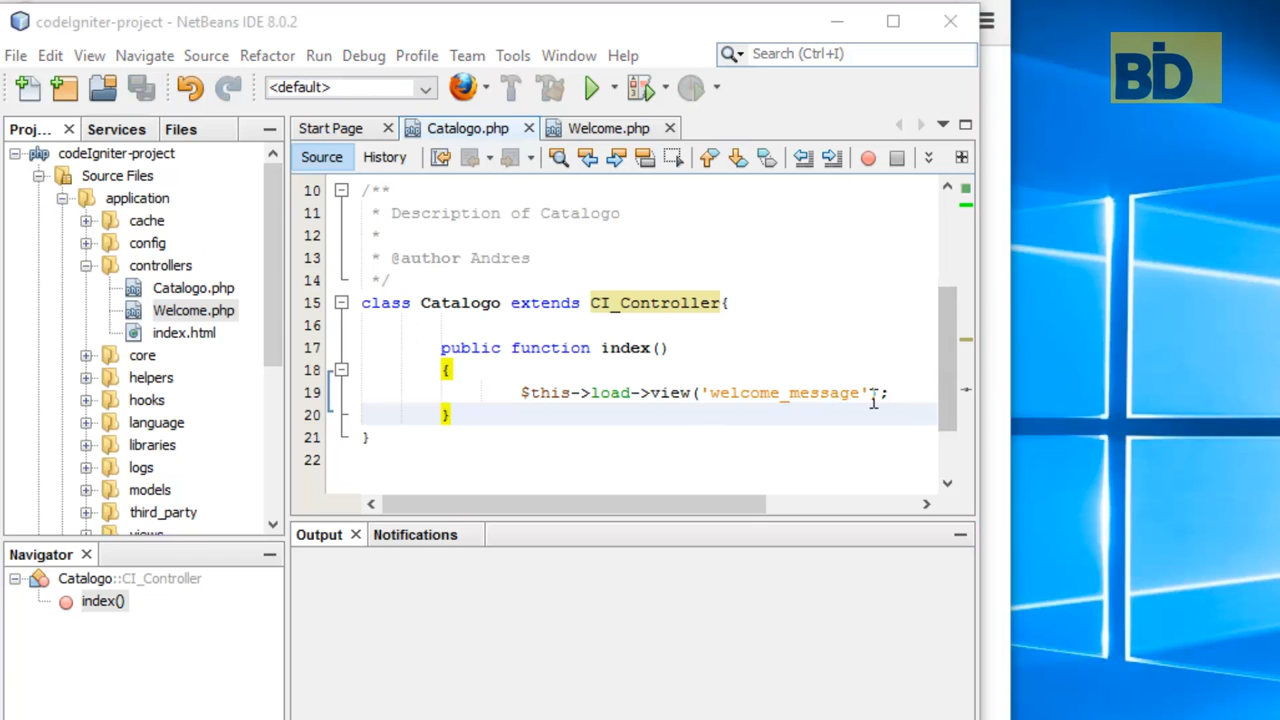 codeIgniter-project - NetBeans IDE 8.0.2
File Edit View Navigate Source Refactor Run Debug Profile Team Tools Window Help
Search (Ctrl+I)
BID
<default>
Proj... Services Files
Start Page Catalogo.php Welcome.php
codeIgniter-project
Source Files
application
cache
config
controllers
Catalogo.php
Welcome.php
index.html
core
helpers
hooks
language
libraries
logs
models
third_party
views
Source History
10 /**
11 * Description of Catalogo
12 *
13 * @author Andres
14 */
15 class Catalogo extends CI_Controller{
16
17 public function index()
18 {
19 $this->load->view('welcome_message');
20 }
21 }
22
Output Notifications
Navigator
Catalogo::CI_Controller
index()